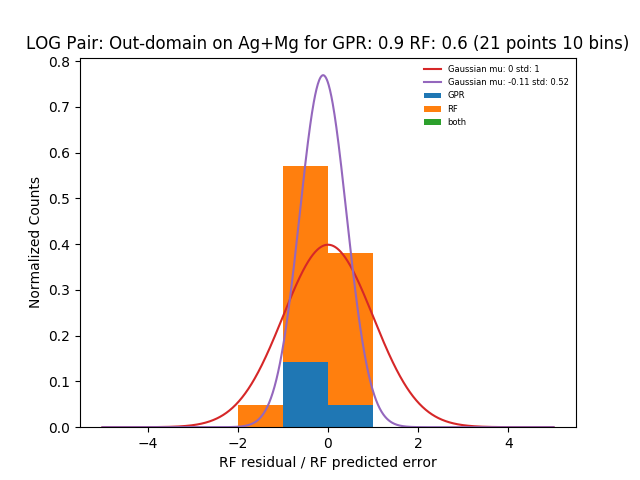 LOG Pair: Out-domain on Ag+Mg for GPR: 0.9 RF: 0.6 (21 points 10 bins)
Gaussian mu: 0 std: 1
Gaussian mu: -0.11 std: 0.52
GPR
RF
both
Normalized Counts
0.8
0.7
0.6
0.5
0.4
0.3
0.2
0.1
0.0
−4 −2 0 2 4
RF residual / RF predicted error